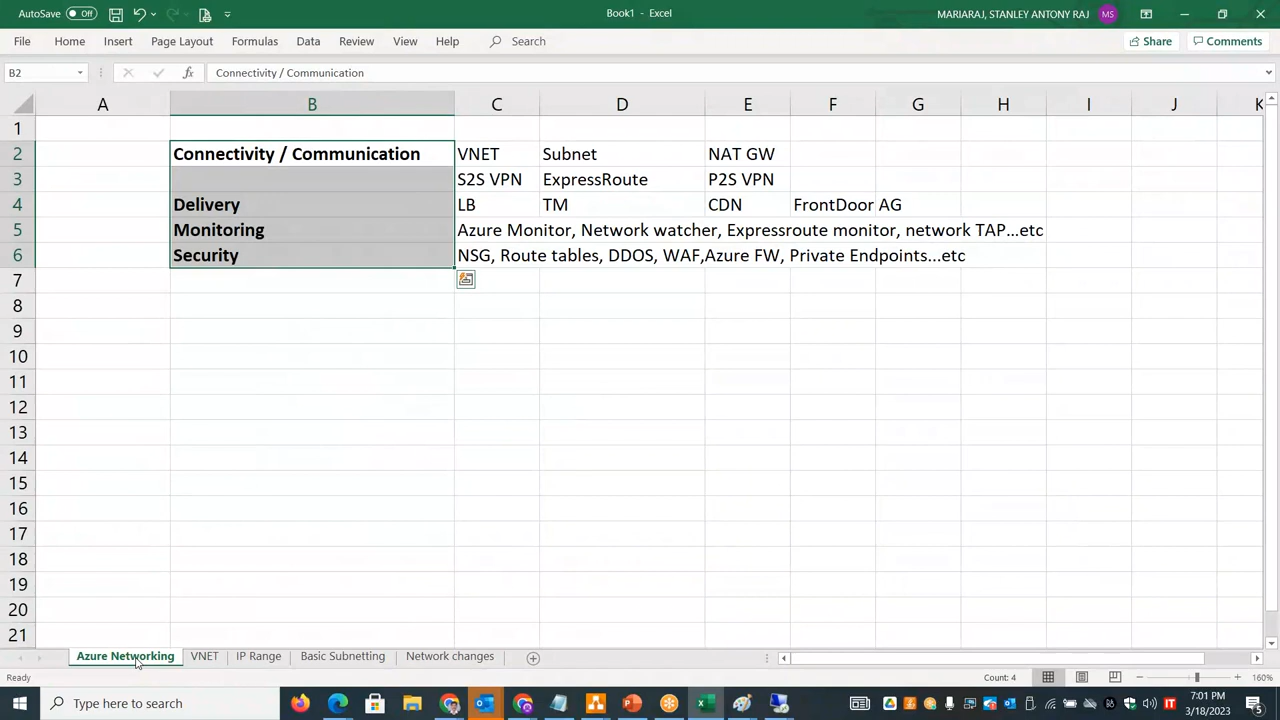 AutoSave Off Book1 - Excel MARIARAJ, STANLEY ANTONY RAJ MS
File Home Insert Page Layout Formulas Data Review View Help Search Share Comments
B2 fx Connectivity / Communication
A B C D E F G H I J K
1
2 Connectivity / Communication VNET Subnet NAT GW
3 S2S VPN ExpressRoute P2S VPN
4 Delivery LB TM CDN FrontDoor AG
5 Monitoring Azure Monitor, Network watcher, Expressroute monitor, network TAP...etc
6 Security NSG, Route tables, DDOS, WAF,Azure FW, Private Endpoints...etc
7
8
9
10
11
12
13
14
15
16
17
18
19
20
21
Azure Networking VNET IP Range Basic Subnetting Network changes
Ready Count: 4 160%
Type here to search IT 7:01 PM
3/18/2023